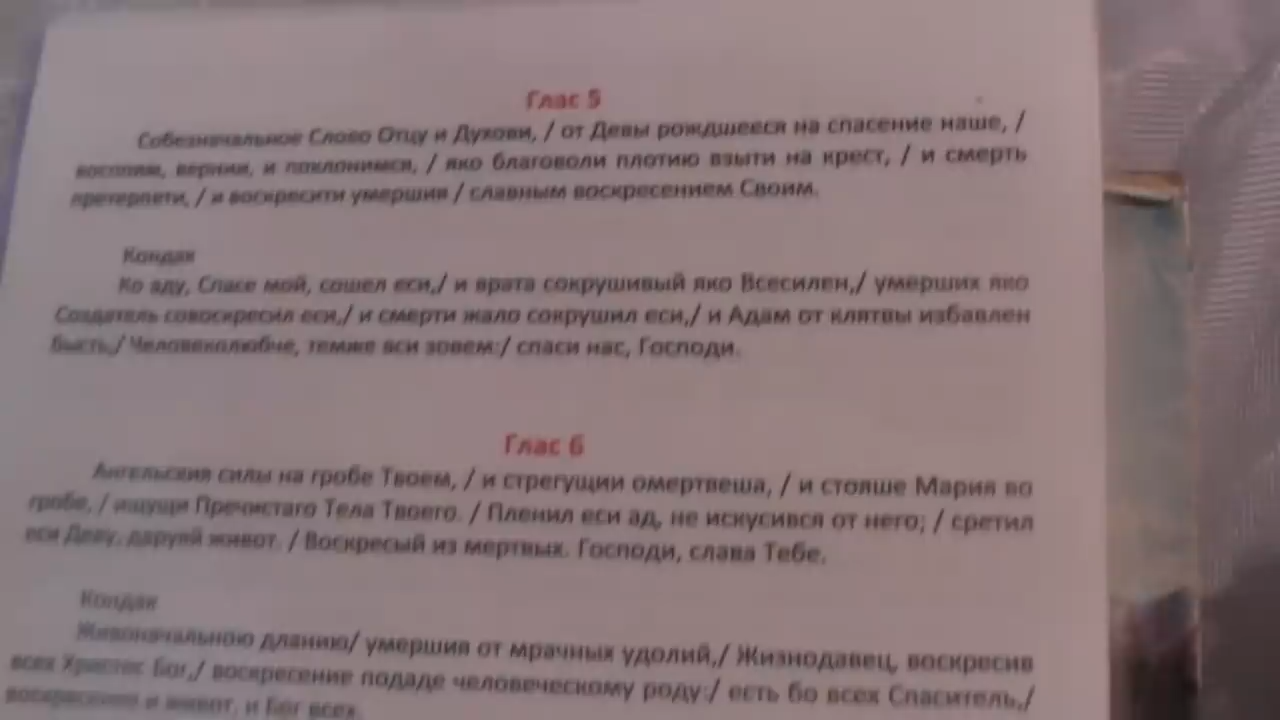 Глас 5
Собезначальное Слово Отцу и Духови, / от Девы рождшееся на спасение наше, /
воспоим, вернии, и поклонимся, / яко благоволи плотию взыти на крест, / и смерть
претерпети, / и воскресити умершия / славным воскресением Своим.
Кондак
Ко аду, Спасе мой, сошел еси,/ и врата сокрушивый яко Всесилен,/ умерших яко
Создатель совоскресил еси,/ и смерти жало сокрушил еси,/ и Адам от клятвы избавлен
бысть,/ Человеколюбче, темже вси зовем:/ спаси нас, Господи.
Глас 6
Ангельския силы на гробе Твоем, / и стрегущии омертвеша, / и стояше Мария во
гробе, / ищущи Пречистаго Тела Твоего. / Пленил еси ад, не искусився от него; / сретил
еси Деву, даруяй живот. / Воскресый из мертвых. Господи, слава Тебе.
Кондак
Живоначальною дланию/ умершия от мрачных удолий,/ Жизнодавец, воскресив
всех Христос Бог,/ воскресение подаде человеческому роду:/ есть бо всех Спаситель,/
воскресение и живот, и Бог всех.